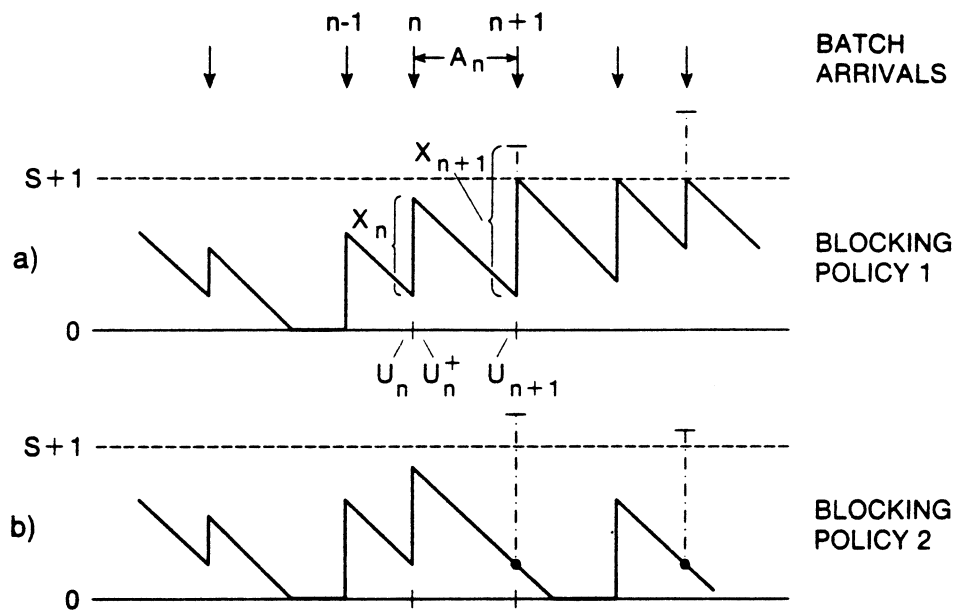 n-1 n n+1
A_n
BATCH
ARRIVALS
X_{n+1}
S+1
X_n
a)
BLOCKING
POLICY 1
0
U_n U_n^+ U_{n+1}
S+1
b)
BLOCKING
POLICY 2
0